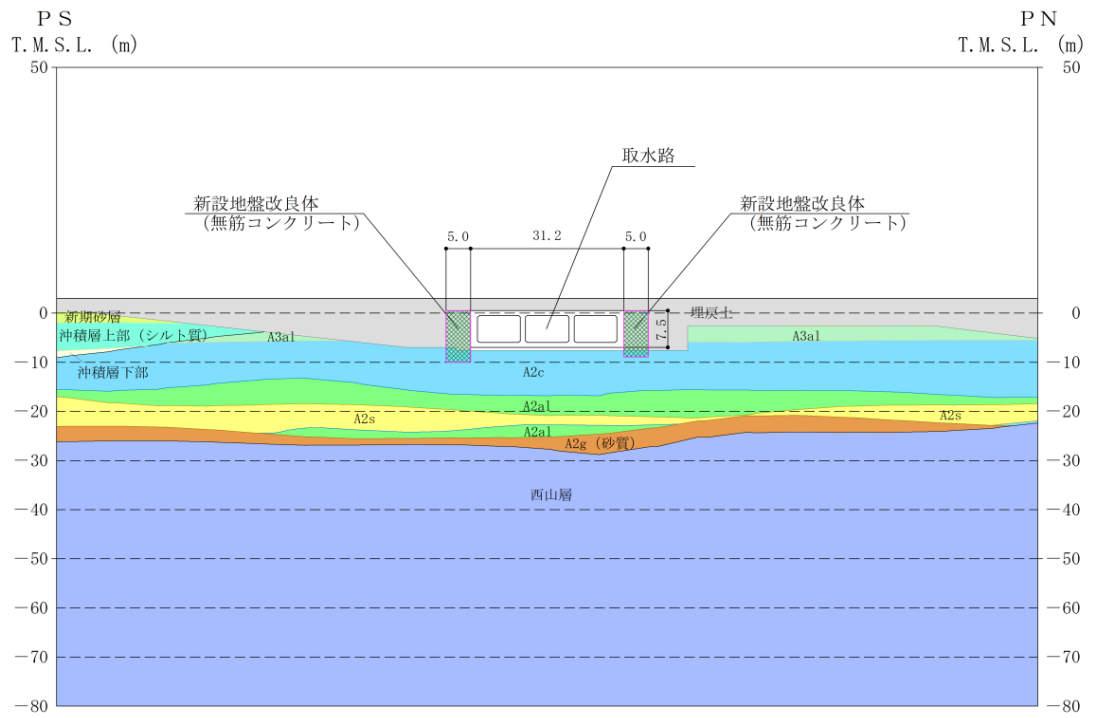 ＰＳ
ＰＮ
T.M.S.L. (m)
T.M.S.L. (m)
50
50
取水路
新設地盤改良体
（無筋コンクリート）
新設地盤改良体
（無筋コンクリート）
5.0
31.2
5.0
0
新期砂層
埋戻土
0
7.5
沖積層上部（シルト質）
A3al
A3al
－10
－10
沖積層下部
A2c
A2al
－20
A2s
A2s
－20
A2al
A2g（砂質）
－30
－30
西山層
－40
－40
－50
－50
－60
－60
－70
－70
－80
－80